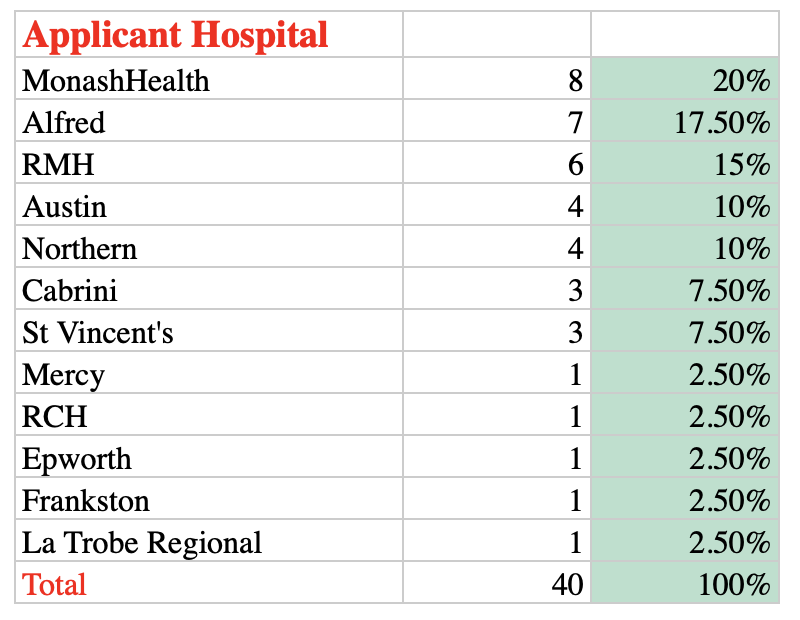 Applicant Hospital
MonashHealth 8 20%
Alfred 7 17.50%
RMH 6 15%
Austin 4 10%
Northern 4 10%
Cabrini 3 7.50%
St Vincent's 3 7.50%
Mercy 1 2.50%
RCH 1 2.50%
Epworth 1 2.50%
Frankston 1 2.50%
La Trobe Regional 1 2.50%
Total 40 100%